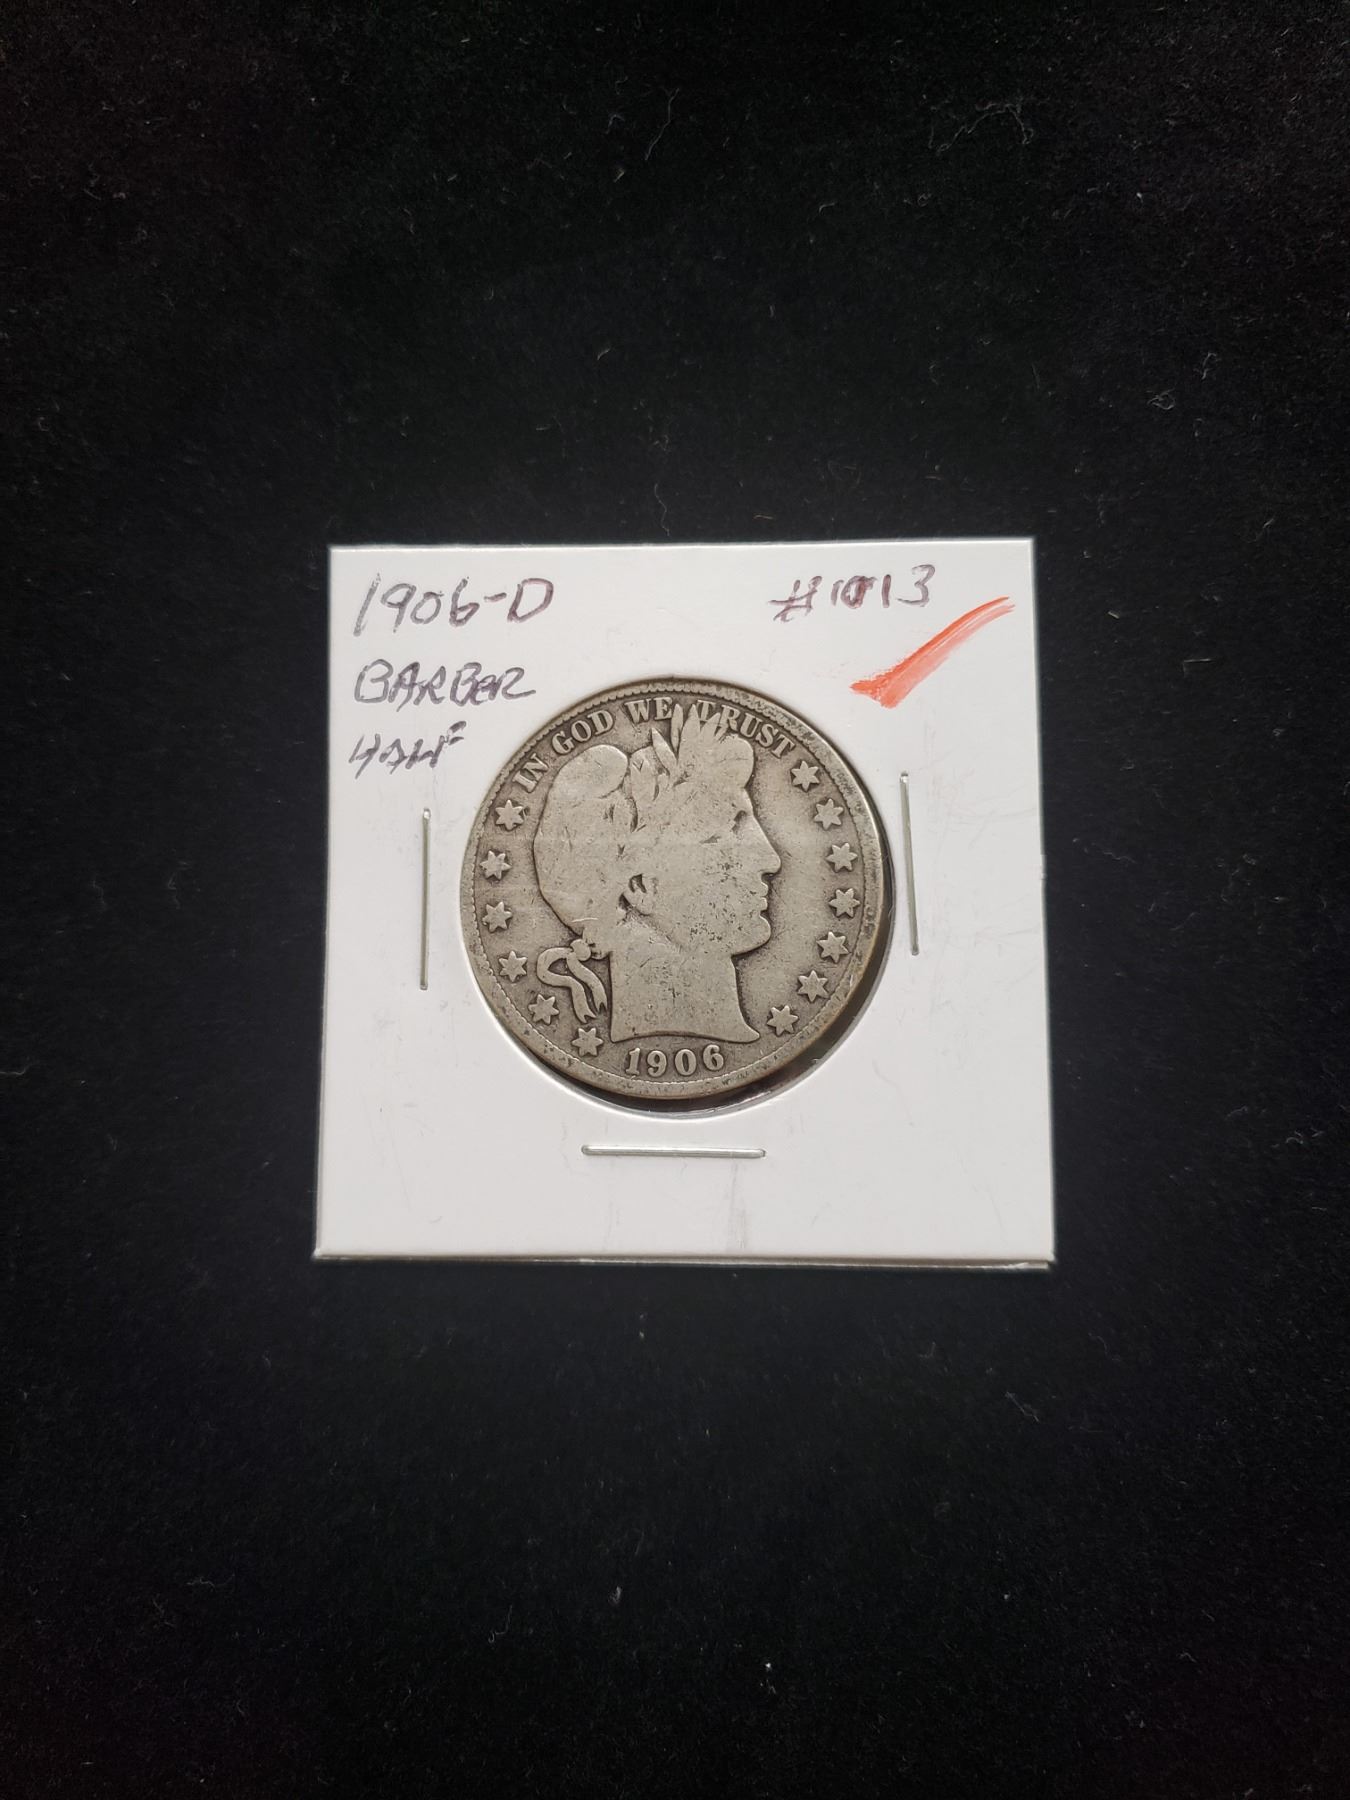 1906-D #1013
BARBER
HALF
IN GOD WE TRUST
1906